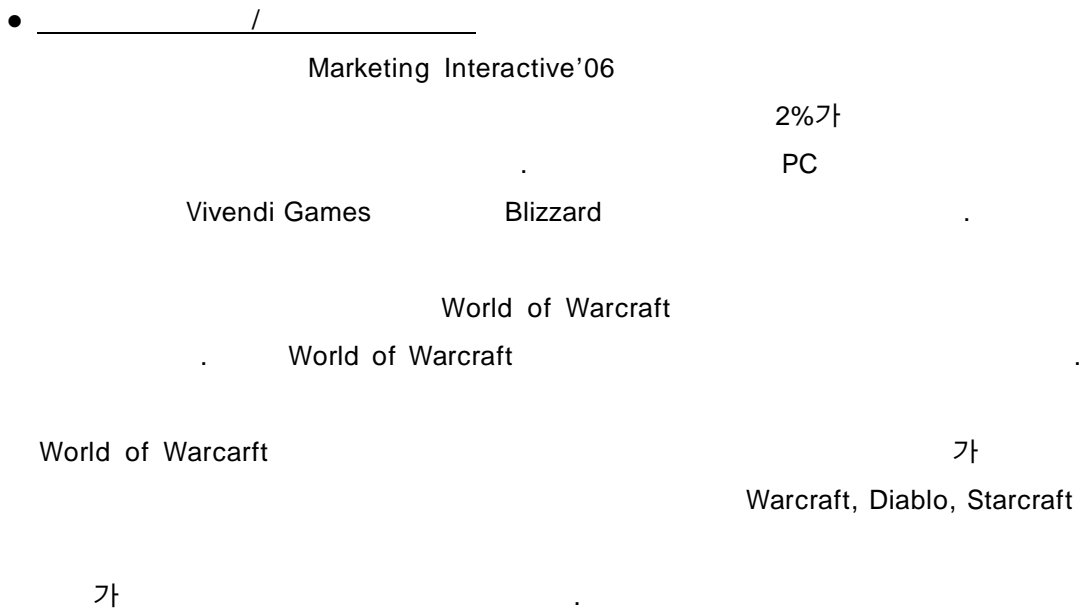 ● /
Marketing Interactive’06
2%가
. PC
Vivendi Games Blizzard .
World of Warcraft
. World of Warcraft .
World of Warcarft 가
Warcraft, Diablo, Starcraft
가 .